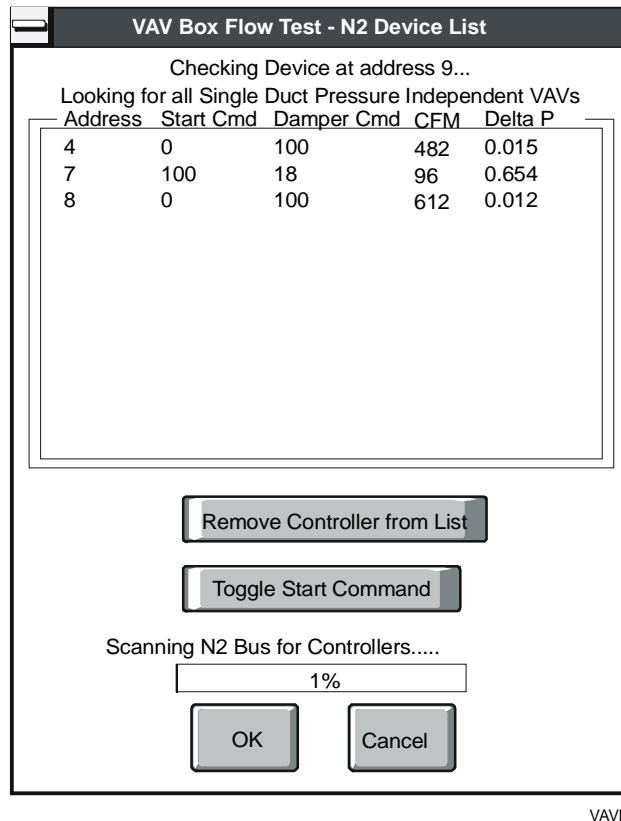 VAV Box Flow Test - N2 Device List
Checking Device at address 9...
Looking for all Single Duct Pressure Independent VAVs
Address Start Cmd Damper Cmd CFM Delta P
4 0 100 482 0.015
7 100 18 96 0.654
8 0 100 612 0.012
Remove Controller from List
Toggle Start Command
Scanning N2 Bus for Controllers.....
1%
OK Cancel